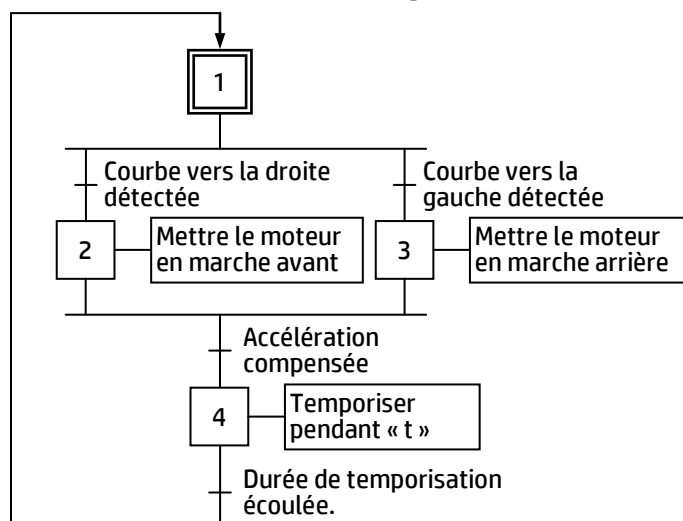 1
Courbe vers la droite
détectée
Courbe vers la
gauche détectée
2
Mettre le moteur
en marche avant
3
Mettre le moteur
en marche arrière
Accélération
compensée
4
Temporiser
pendant « t »
Durée de temporisation
écoulée.